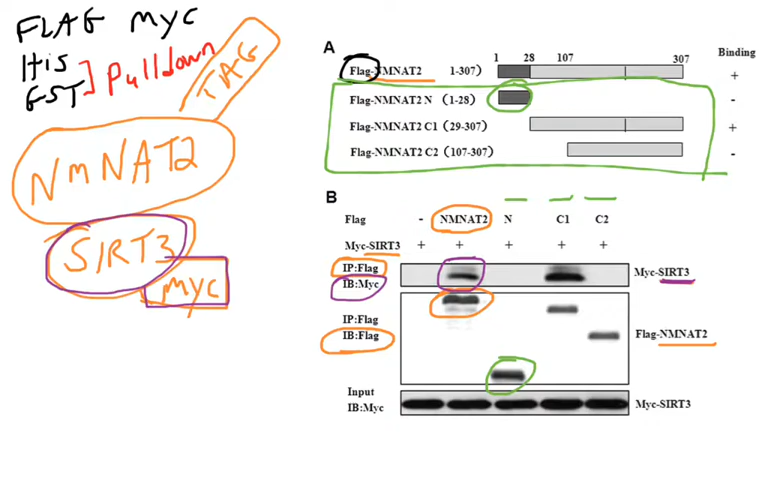 FLAG MYC
His
GST ] Pulldown
TAG
NMNAT2
SIRT3
MYC
A
1 28 107 307 Binding
Flag-NMNAT2 1-307) +
Flag-NMNAT2 N (1-28) -
Flag-NMNAT2 C1 (29-307) +
Flag-NMNAT2 C2 (107-307) -
B
Flag - NMNAT2 N C1 C2
Myc-SIRT3 + + + + +
IP:Flag
IB:Myc
Myc-SIRT3
IP:Flag
IB:Flag
Flag-NMNAT2
Input
IB:Myc
Myc-SIRT3